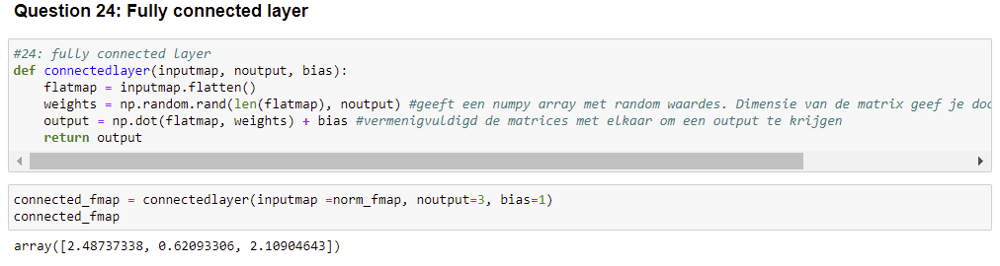 Question 24: Fully connected layer
#24: fully connected layer
def connectedlayer(inputmap, noutput, bias):
    flatmap = inputmap.flatten()
    weights = np.random.rand(len(flatmap), noutput) #geeft een numpy array met random waardes. Dimensie van de matrix geef je
    output = np.dot(flatmap, weights) + bias #vermenigvuldigd de matrices met elkaar om een output te krijgen
    return output
connected_fmap = connectedlayer(inputmap =norm_fmap, noutput=3, bias=1)
connected_fmap
array([2.48737338, 0.62093306, 2.10904643])